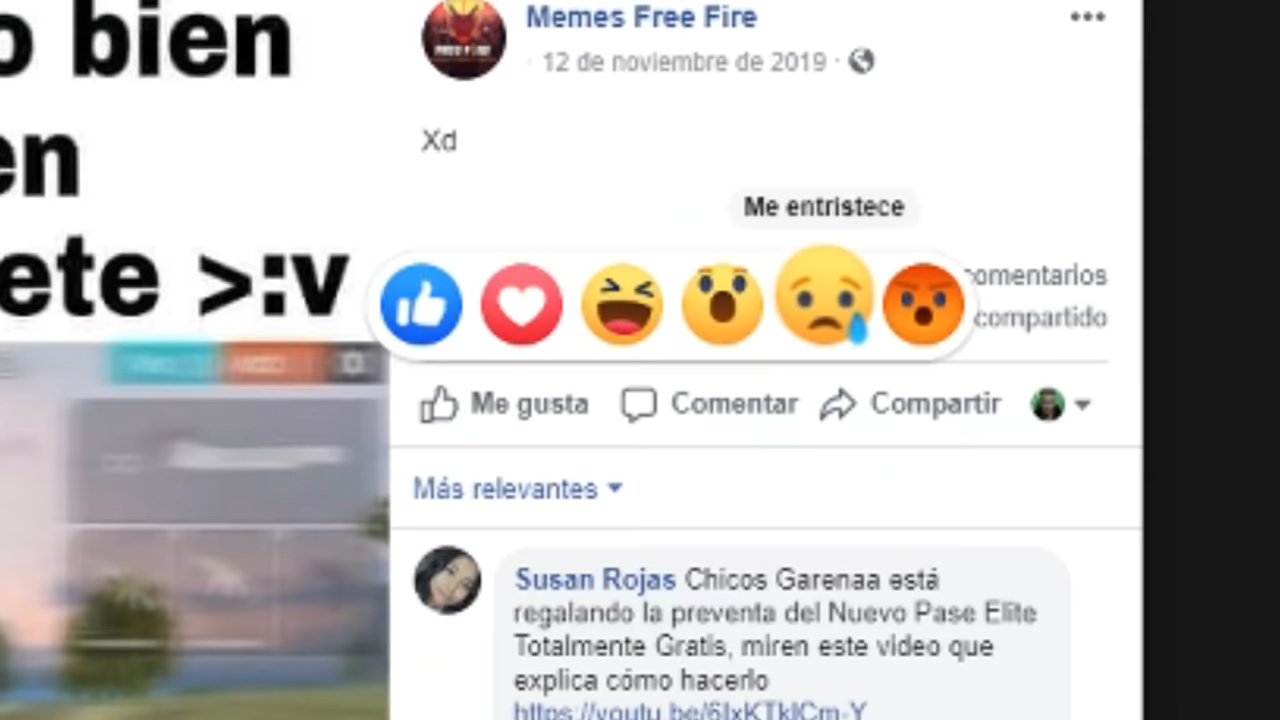 o bien
en
ete >:v
Memes Free Fire
· 12 de noviembre de 2019 ·
Xd
Me entristece
comentarios
compartido
Me gusta
Comentar
Compartir
Más relevantes
Susan Rojas Chicos Garenaa está
regalando la preventa del Nuevo Pase Elite
Totalmente Gratis, miren este video que
explica cómo hacerlo